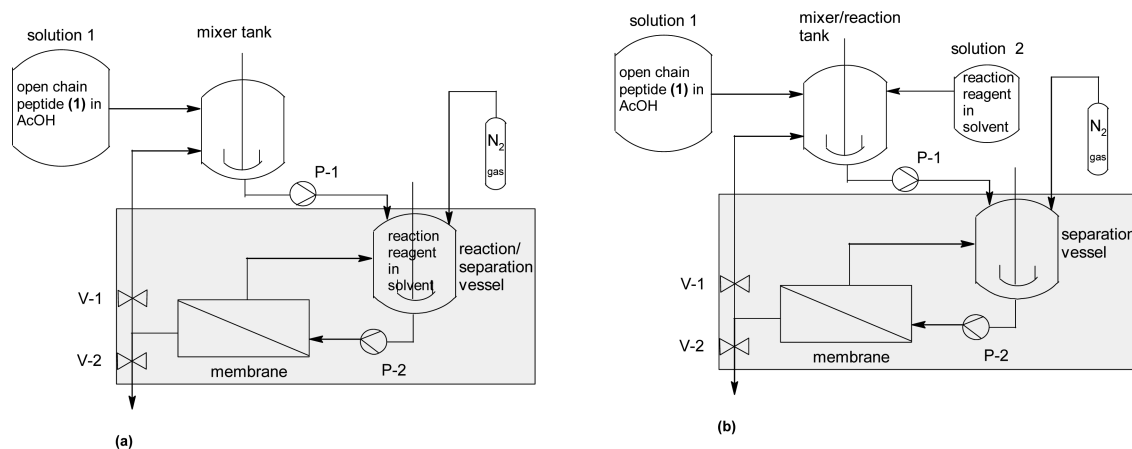 solution 1
mixer tank
open chain
peptide (1) in
AcOH
N2
gas
P-1
reaction
reagent
in
solvent
reaction/
separation
vessel
V-1
V-2
membrane
P-2
(a)
solution 1
mixer/reaction
tank
solution 2
open chain
peptide (1) in
AcOH
reaction
reagent
in
solvent
N2
gas
P-1
separation
vessel
V-1
V-2
membrane
P-2
(b)